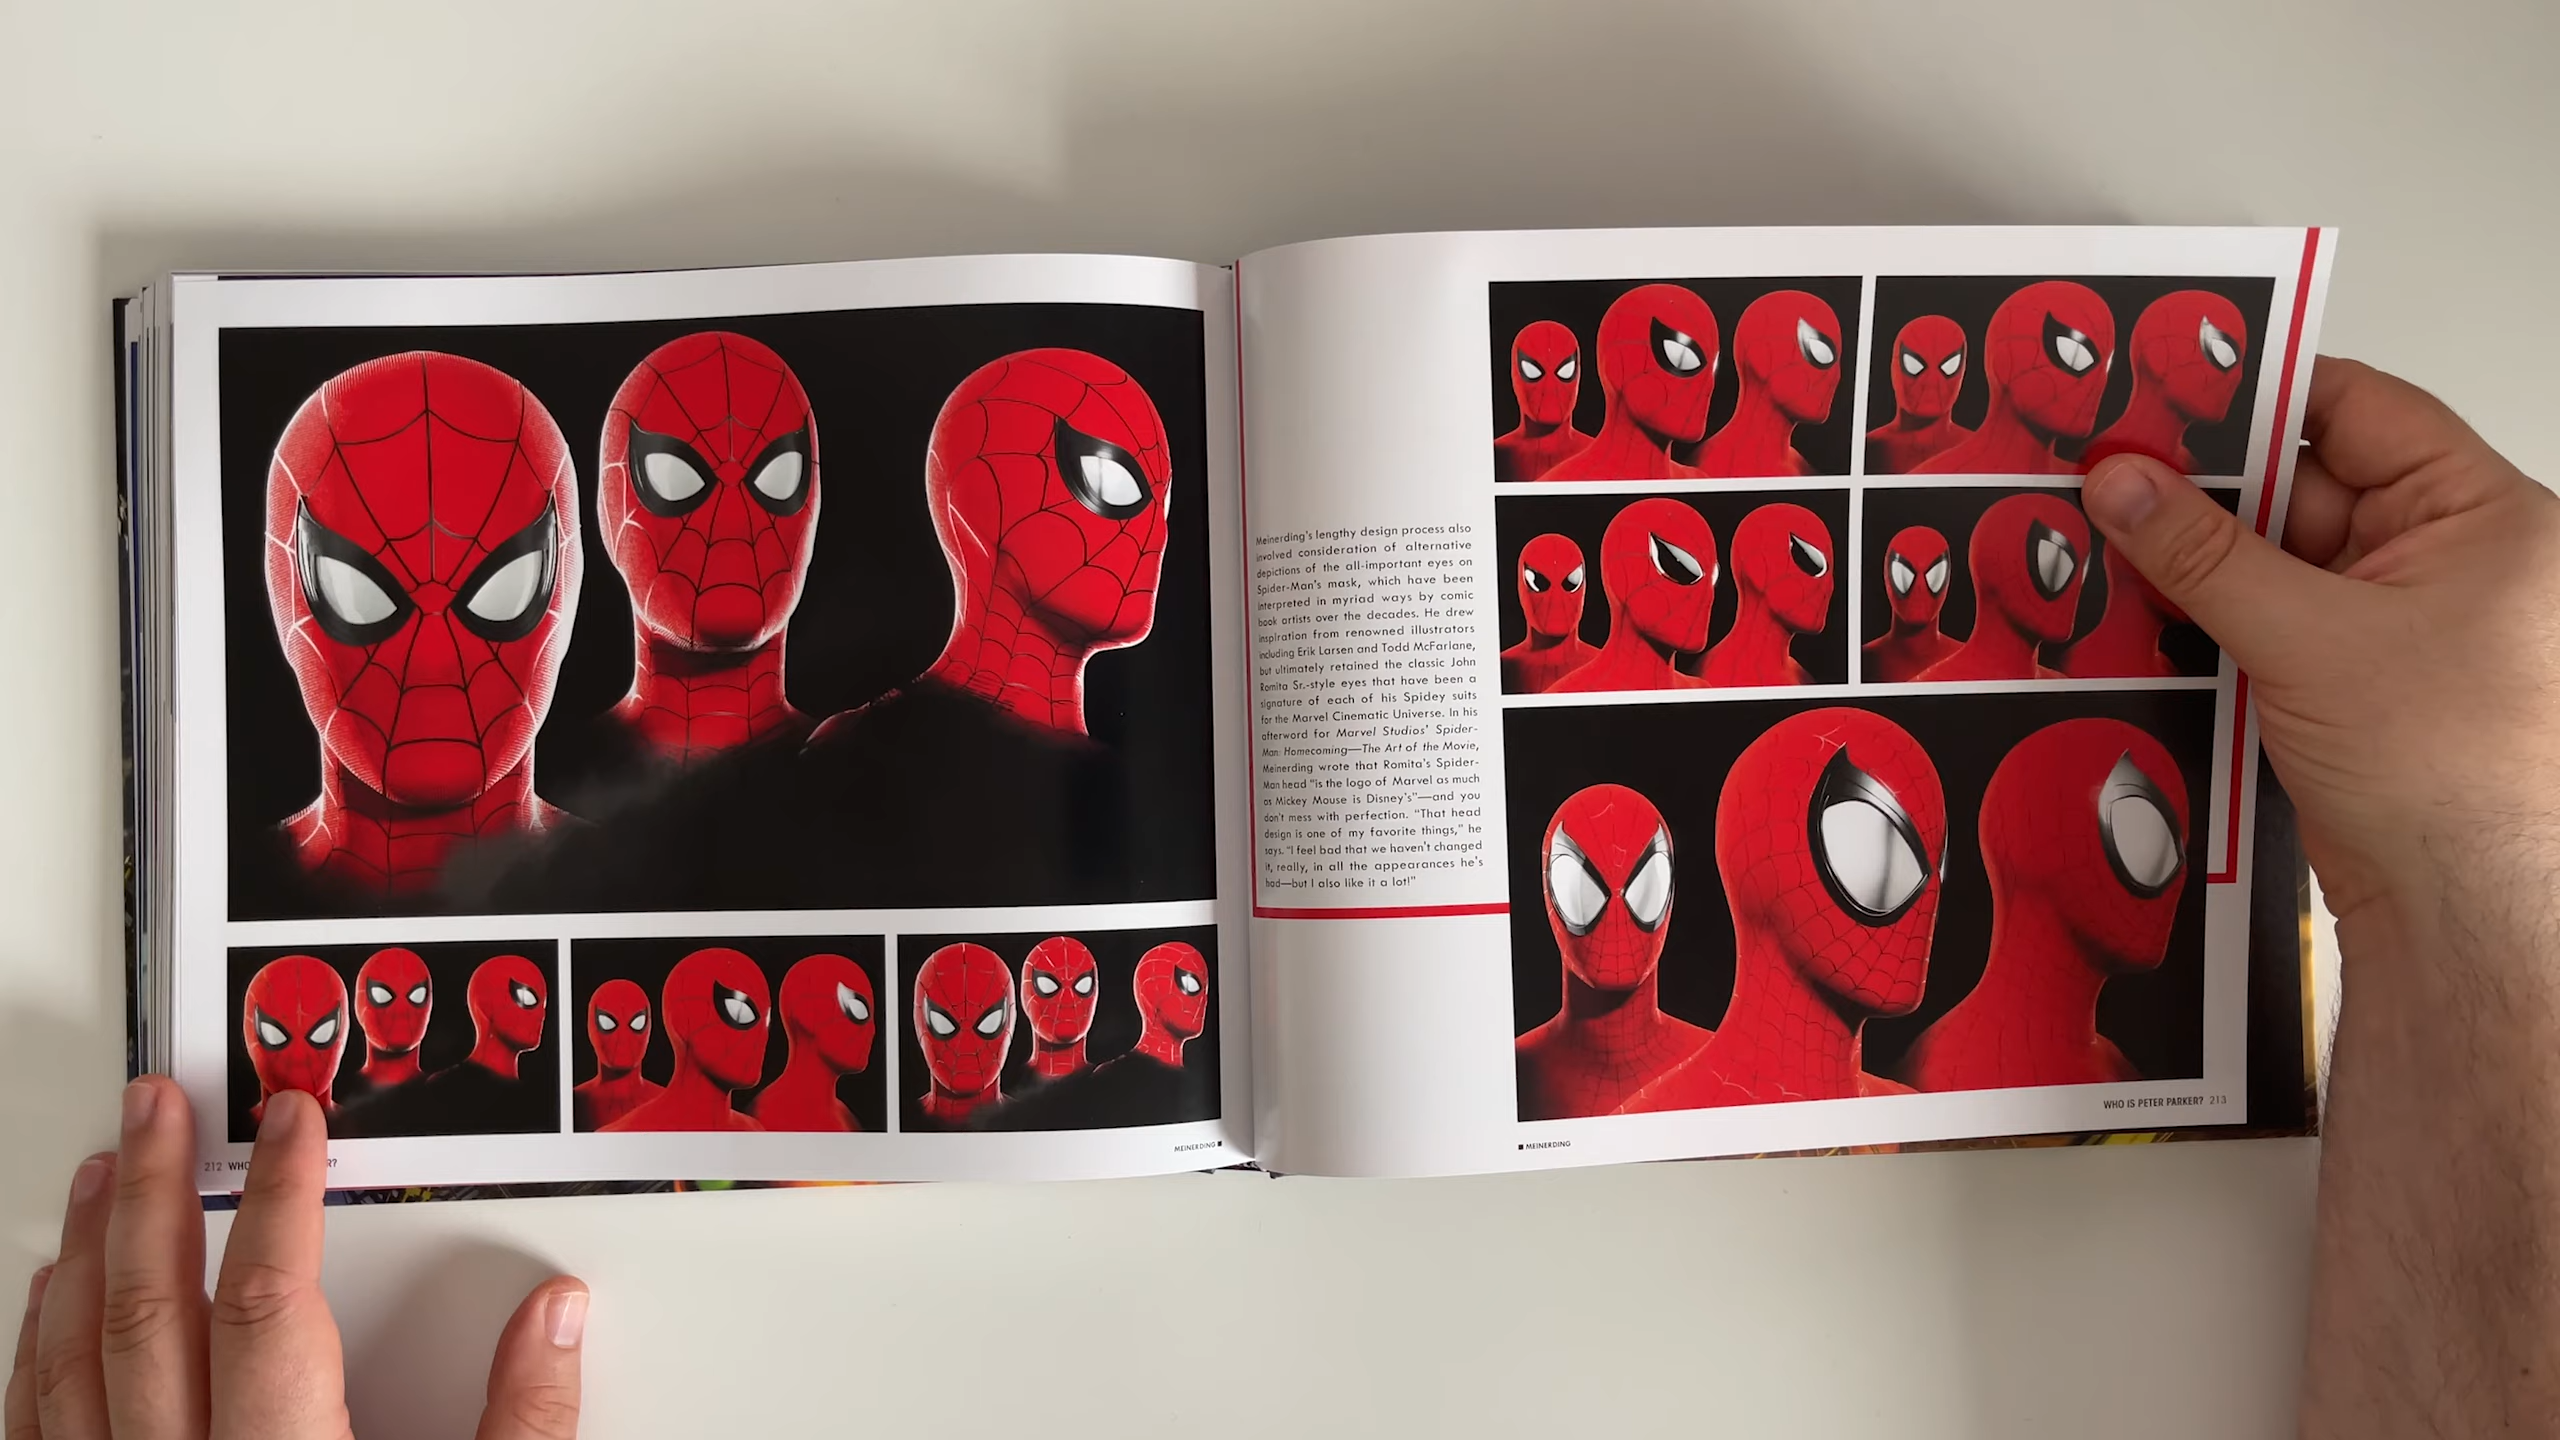 Meinerding's lengthy design process also
involved consideration of alternative
depictions of the all-important eyes on
Spider-Man's mask, which have been
interpreted in myriad ways by comic
book artists over the decades. He drew
inspiration from renowned illustrators
including Erik Larsen and Todd McFarlane,
but ultimately retained the classic John
Romita Sr.-style eyes that have been a
signature of each of his Spidey suits
for the Marvel Cinematic Universe. In his
afterword for Marvel Studios' Spider-
Man: Homecoming—The Art of the Movie,
Meinerding wrote that Romita's Spider-
Man head "is the logo of Marvel as much
as Mickey Mouse is Disney's"—and you
don't mess with perfection. "That head
design is one of my favorite things," he
says. "I feel bad that we haven't changed
it, really, in all the appearances he's
had—but I also like it a lot!"
MEINERDING
212 WHO R?
MEINERDING
WHO IS PETER PARKER? 213